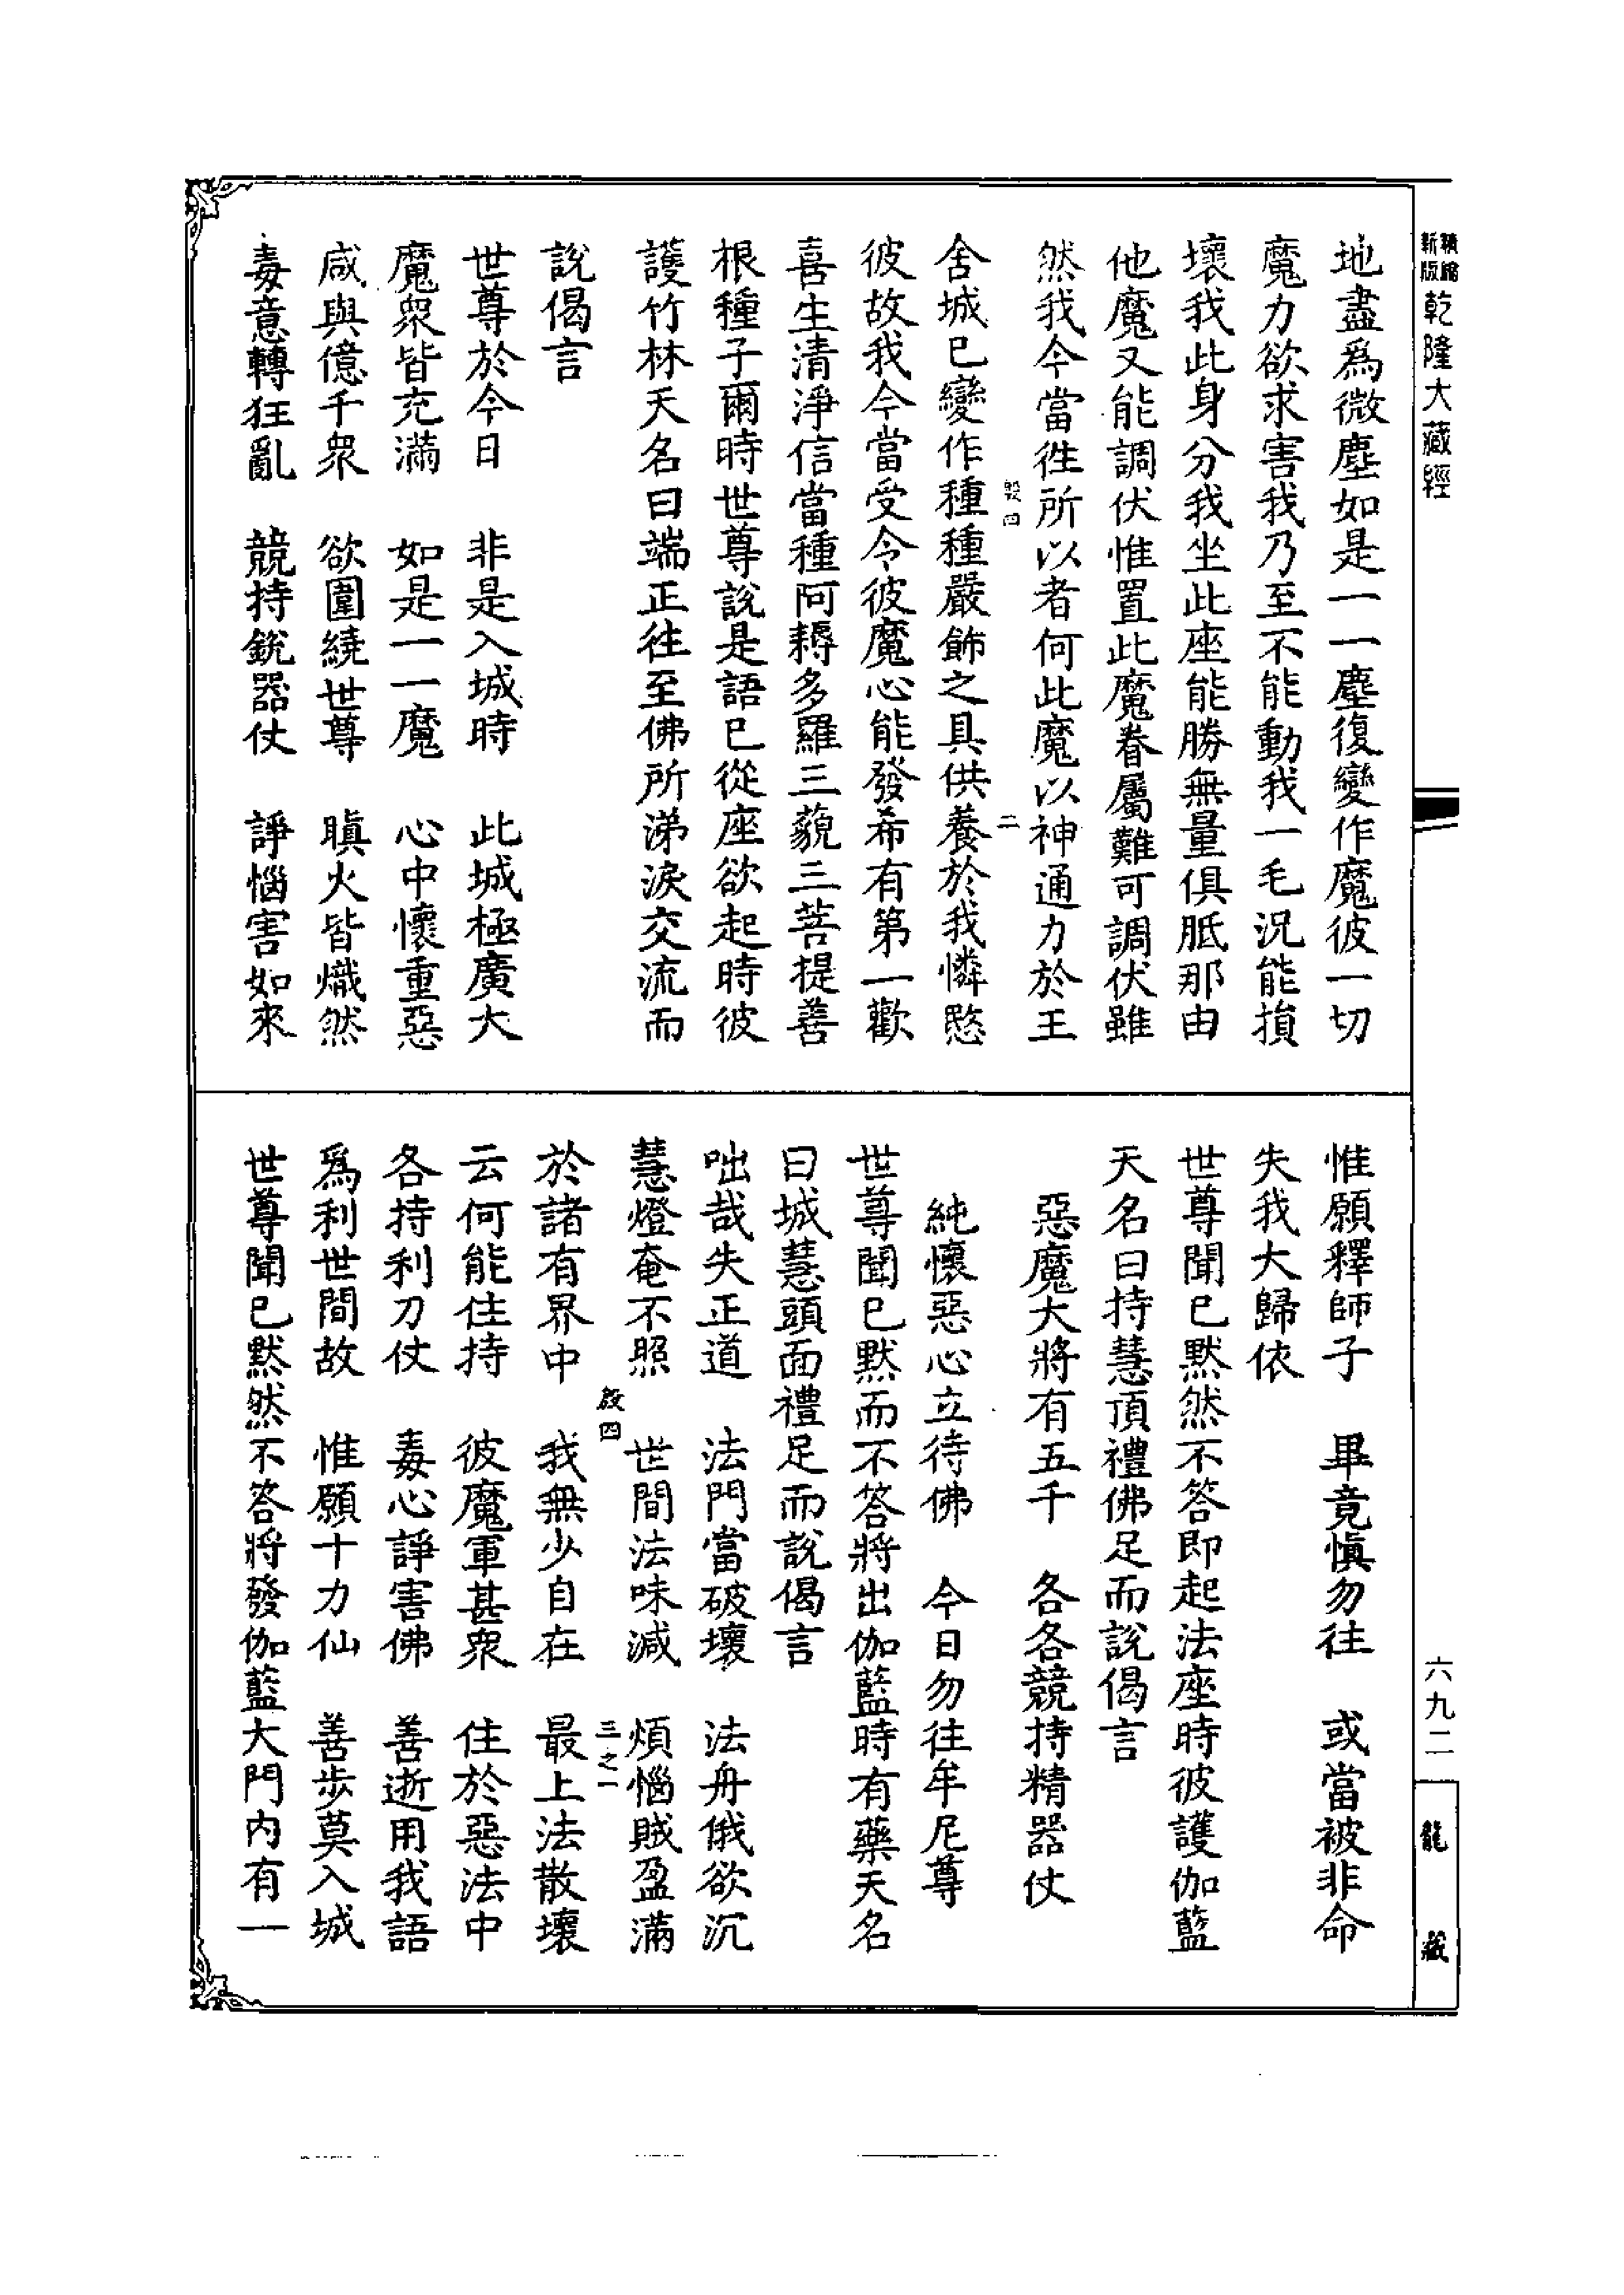 新版 乾隆大藏經
地盡為微塵如是一一塵復變作魔彼一切
魔力欲求害我乃至不能動我一毛況能損
壞我此身分我坐此座能勝無量俱胝那由
他魔又能調伏惟置此魔眷屬難可調伏雖
然我今當徃所以者何此魔以神通力於王
舍城已變作種種嚴飾之具供養於我憐愍
彼故我今當受令彼魔心能發希有第一歡
喜生清淨信當種阿耨多羅三藐三菩提善
根種子爾時世尊說是語已從座欲起時彼
護竹林天名曰端正往至佛所涕淚交流而
說偈言
世尊於今日　非是入城時　此城極廣大
魔衆皆充滿　如是一一魔　心中懷重惡
咸與億千衆　欲圍繞世尊　瞋火皆熾然
毒意轉狂亂　競持銳器仗　諍惱害如來
惟願釋師子　畢竟慎勿往　或當被非命
失我大歸依
世尊聞已黙然不答即起法座時彼護伽藍
天名曰持慧頂禮佛足而說偈言
惡魔大將有五千　各各競持精器仗
純懷惡心立待佛　今日勿往牟尼尊
世尊聞已黙而不答將出伽藍時有藥天名
曰城慧頭面禮足而說偈言
咄哉失正道　法門當破壞　法舟俄欲沉
慧燈奄不照　世間法味減　煩惱賊盈滿
於諸有界中　我無少自在　最上法散壞
云何能住持　彼魔軍甚衆　住於惡法中
各持利刀仗　毒心諍害佛　善逝用我語
為利世間故　惟願十力仙　善步莫入城
世尊聞已黙然不答將發伽藍大門内有一
四
二
四
三之一
六九二
龍藏